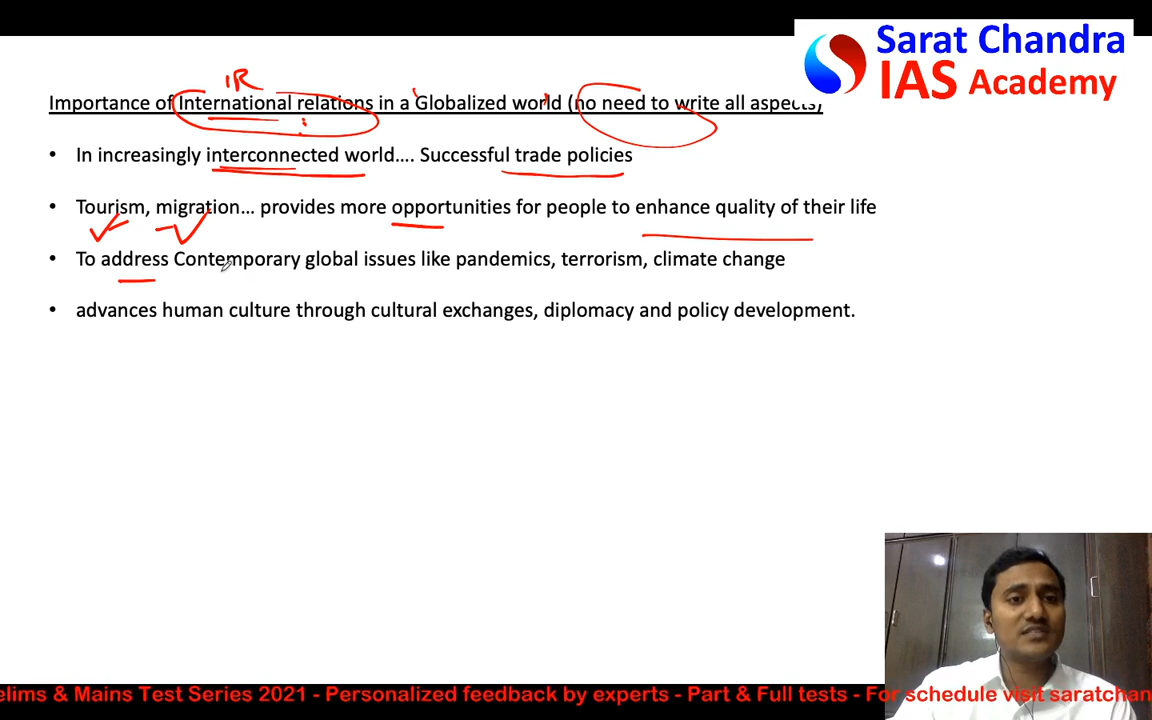 Sarat Chandra
IAS Academy
IR
Importance of International relations in a Globalized world (no need to write all aspects)
• In increasingly interconnected world.... Successful trade policies
• Tourism, migration... provides more opportunities for people to enhance quality of their life
• To address Contemporary global issues like pandemics, terrorism, climate change
• advances human culture through cultural exchanges, diplomacy and policy development.
elims & Mains Test Series 2021 - Personalized feedback by experts - Part & Full tests - For schedule visit saratchan